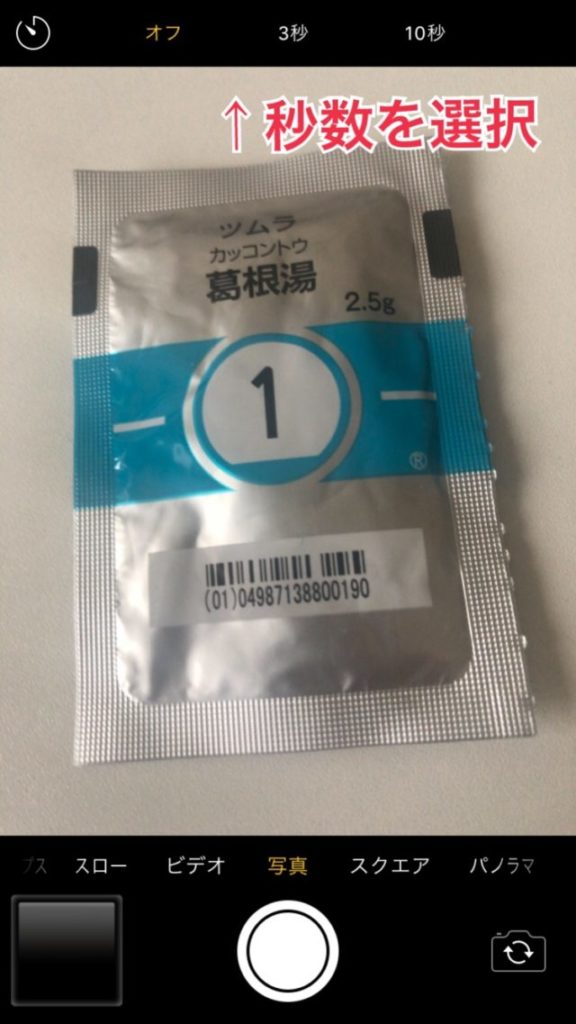 オフ 3秒 10秒
↑秒数を選択
ツムラ
カッコントウ
葛根湯
2.5g
1
®
(01)04987138800190
プス スロー ビデオ 写真 スクエア パノラマ